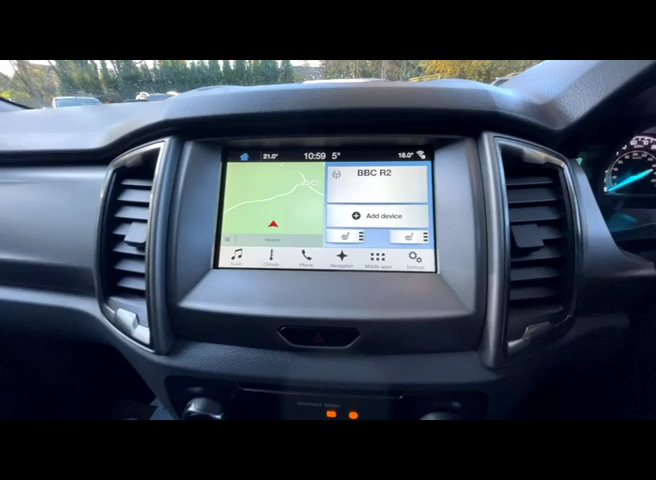 21.0° 10:59 5° 18.0°
BBC R2
Add device
W
Audio Climate Phone Navigation Mobile apps Settings